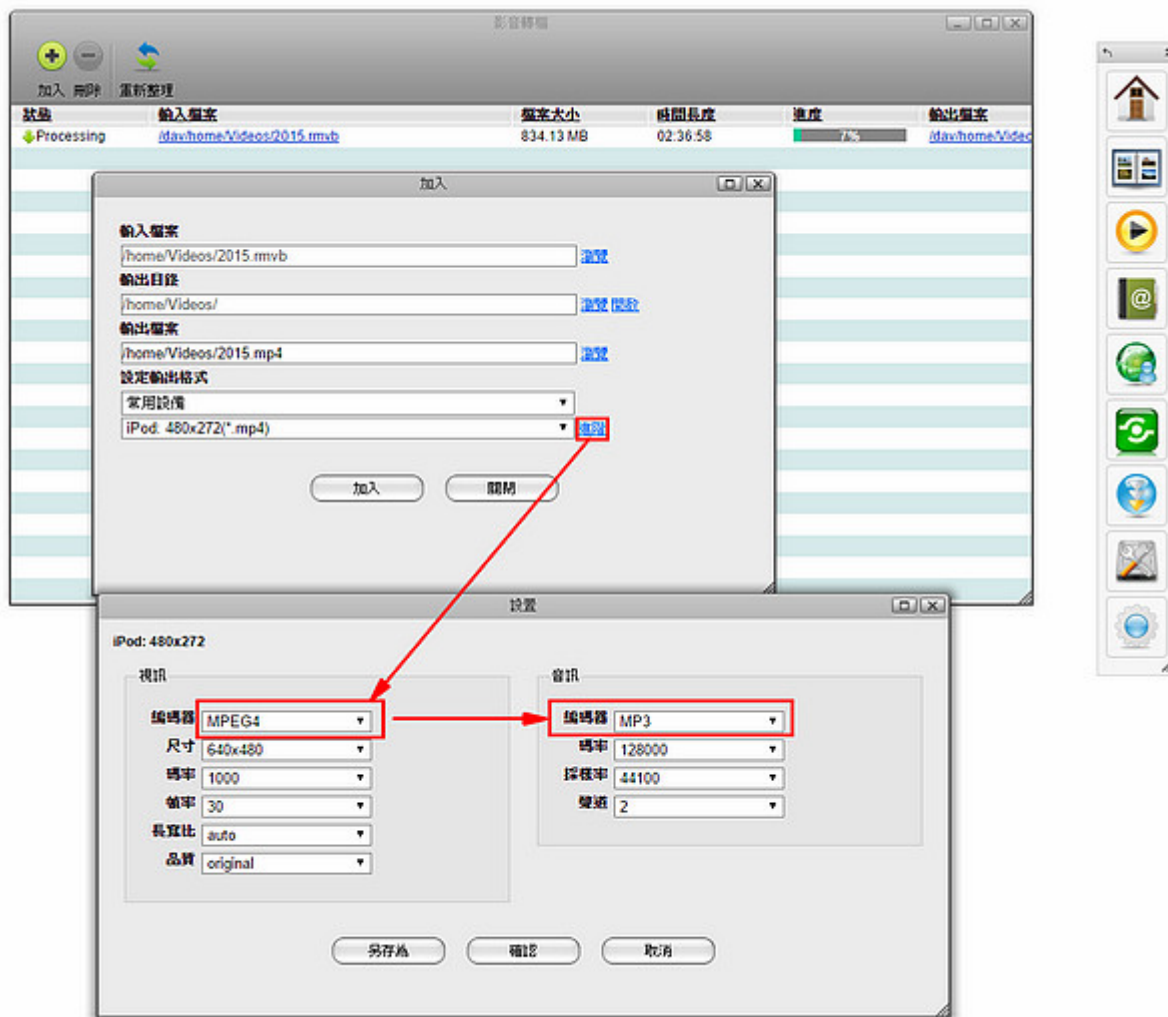 影音轉檔
加入 刪除 重新整理
狀態 輸入檔案 檔案大小 時間長度 進度 輸出檔案
Processing /dav/home/Videos/2015.rmvb 834.13 MB 02:36:58 7% /dav/home/Videc
加入
輸入檔案
/home/Videos/2015.rmvb 瀏覽
輸出目錄
/home/Videos/ 瀏覽 開啟
輸出檔案
/home/Videos/2015.mp4 瀏覽
設定輸出格式
常用設備
iPod: 480x272(*.mp4) 進階
加入 關閉
設置
iPod: 480x272
視訊 音訊
編碼器 MPEG4 編碼器 MP3
尺寸 640x480 碼率 128000
碼率 1000 採樣率 44100
幀率 30 聲道 2
長寬比 auto
品質 original
另存為 確認 取消
@